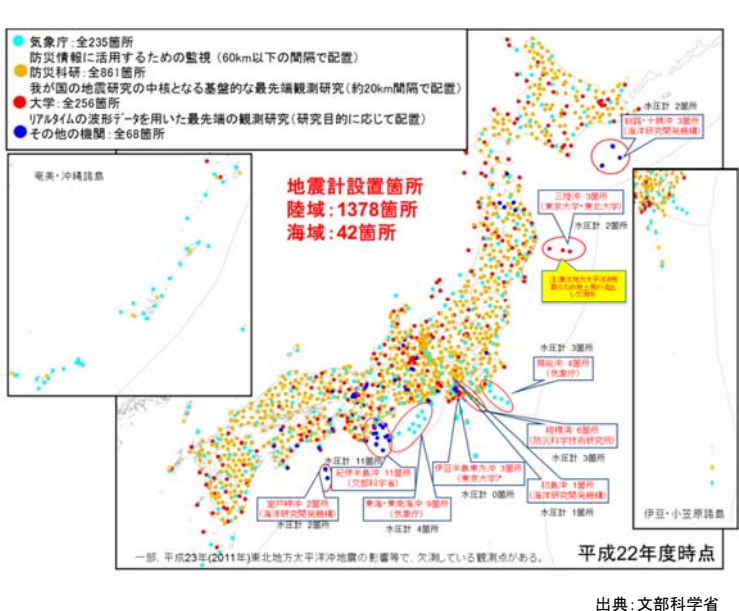 気象庁:全235箇所
防災情報に活用するための監視(60km以下の間隔で配置)
防災科研:全861箇所
我が国の地震研究の中核となる基盤的な最先端観測研究(約20km間隔で配置)
大学:全256箇所
リアルタイムの波形データを用いた最先端の観測研究(研究目的に応じて配置)
その他の機関:全68箇所
奄美・沖縄諸島
地震計設置箇所
陸域:1378箇所
海域:42箇所
水圧計 2箇所
釧路・十勝沖 3箇所
(海洋研究開発機構)
三陸沖 3箇所
(東京大学・東北大学)
水圧計 2箇所
水圧計 3箇所
房総沖 4箇所
(気象庁)
相模湾 6箇所
(防災科学技術研究所)
水圧計 3箇所
初島沖 1箇所
(海洋研究開発機構)
水圧計 1箇所
伊豆半島東方沖 3箇所
(東京大学)
水圧計 0箇所
水圧計 11箇所
紀伊半島沖 11箇所
(文部科学省)
東海・東南海沖 9箇所
(気象庁)
水圧計 4箇所
室戸岬沖 2箇所
(海洋研究開発機構)
水圧計 2箇所
伊豆・小笠原諸島
一部、平成23年(2011年)東北地方太平洋沖地震の影響等で、欠測している観測点がある。
平成22年度時点
出典:文部科学省